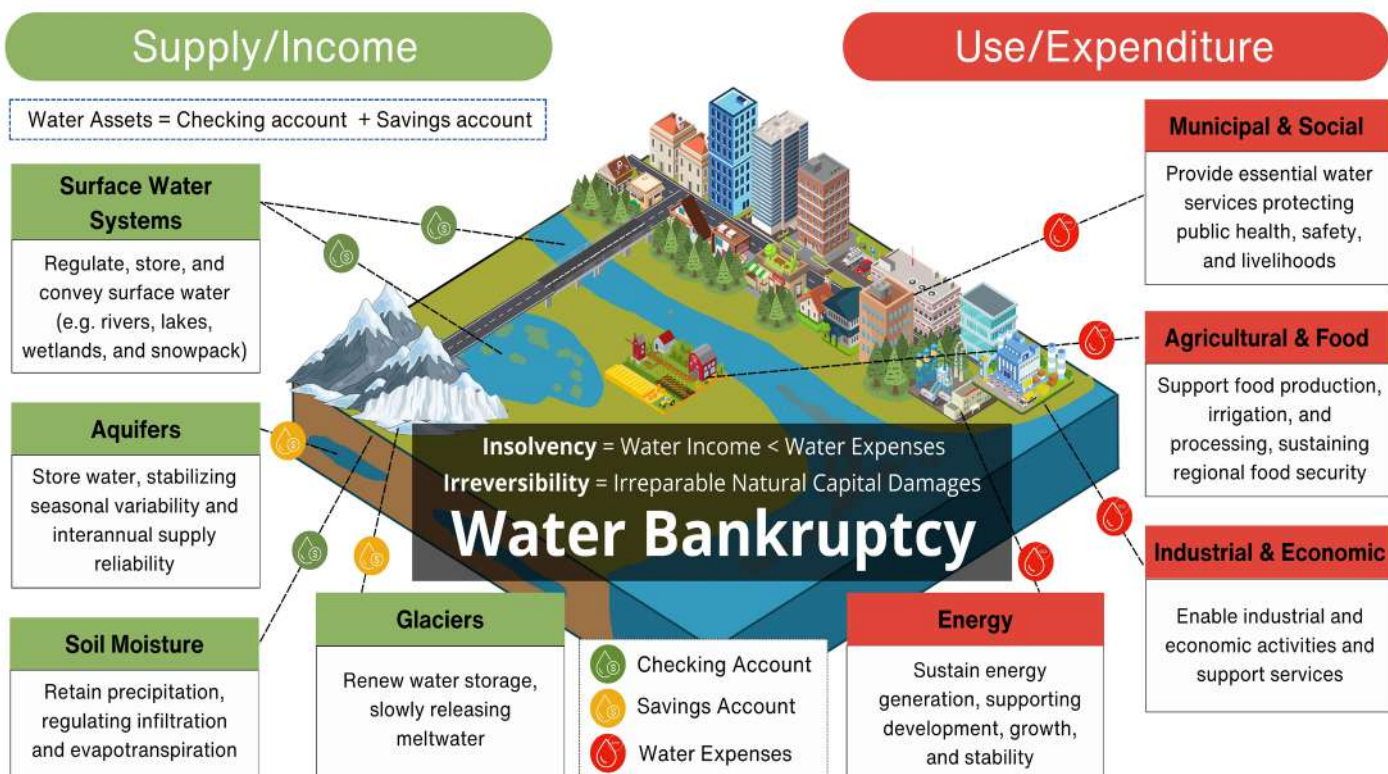 Supply/Income
Use/Expenditure
Water Assets = Checking account + Savings account
Surface Water
Systems
Regulate, store, and
convey surface water
(e.g. rivers, lakes,
wetlands, and snowpack)
Aquifers
Store water, stabilizing
seasonal variability and
interannual supply
reliability
Soil Moisture
Retain precipitation,
regulating infiltration
and evapotranspiration
Glaciers
Renew water storage,
slowly releasing
meltwater
Insolvency = Water Income < Water Expenses
Irreversibility = Irreparable Natural Capital Damages
Water Bankruptcy
Checking Account
Savings Account
Water Expenses
Municipal & Social
Provide essential water
services protecting
public health, safety,
and livelihoods
Agricultural & Food
Support food production,
irrigation, and
processing, sustaining
regional food security
Industrial & Economic
Enable industrial and
economic activities and
support services
Energy
Sustain energy
generation, supporting
development, growth,
and stability